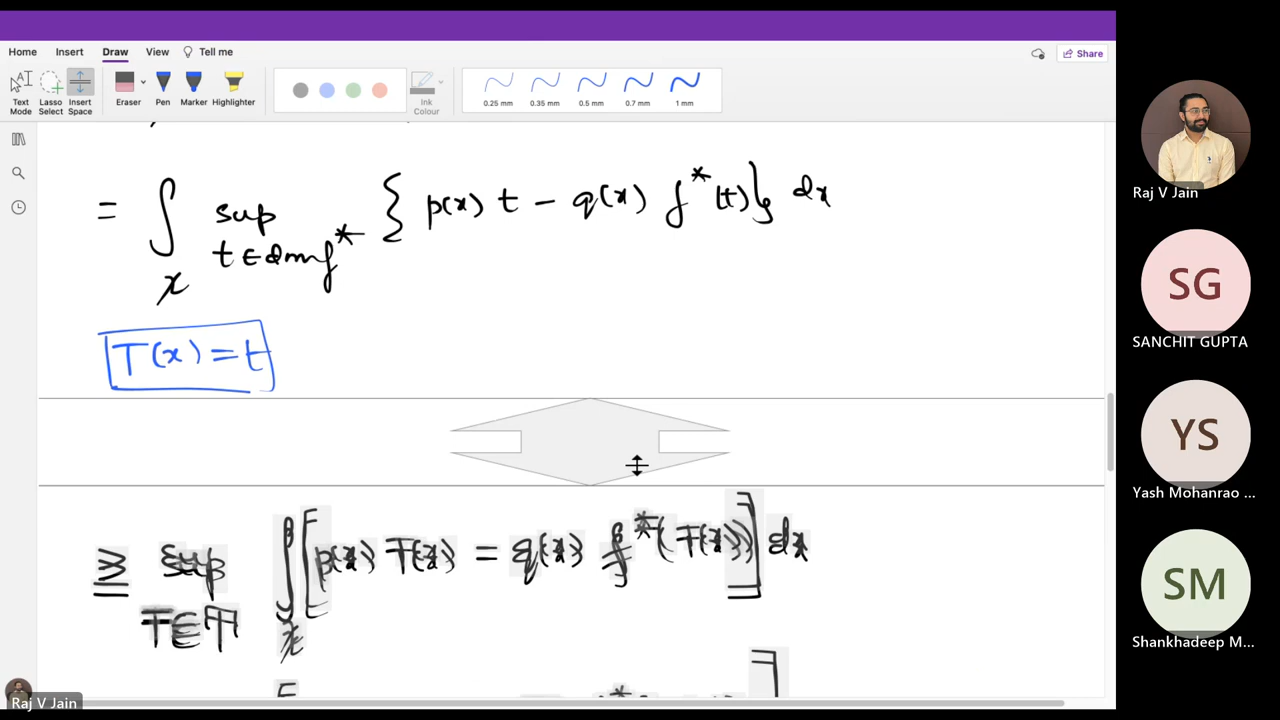 Home Insert Draw View Tell me
Share
Text Mode
Lasso Select
Insert Space
Eraser
Pen
Marker
Highlighter
Ink Colour
0.25 mm 0.35 mm 0.5 mm 0.7 mm 1 mm
= ∫ sup { p(x) t − q(x) f*(t) } dx
X t ∈ dom f*
T(x) = t
≥ sup ∫ [ p(x) T(x) − q(x) f*(T(x)) ] dx
T ∈ 𝒯 X
Raj V Jain
SG
SANCHIT GUPTA
YS
Yash Mohanrao ...
SM
Shankhadeep M...
Raj V Jain